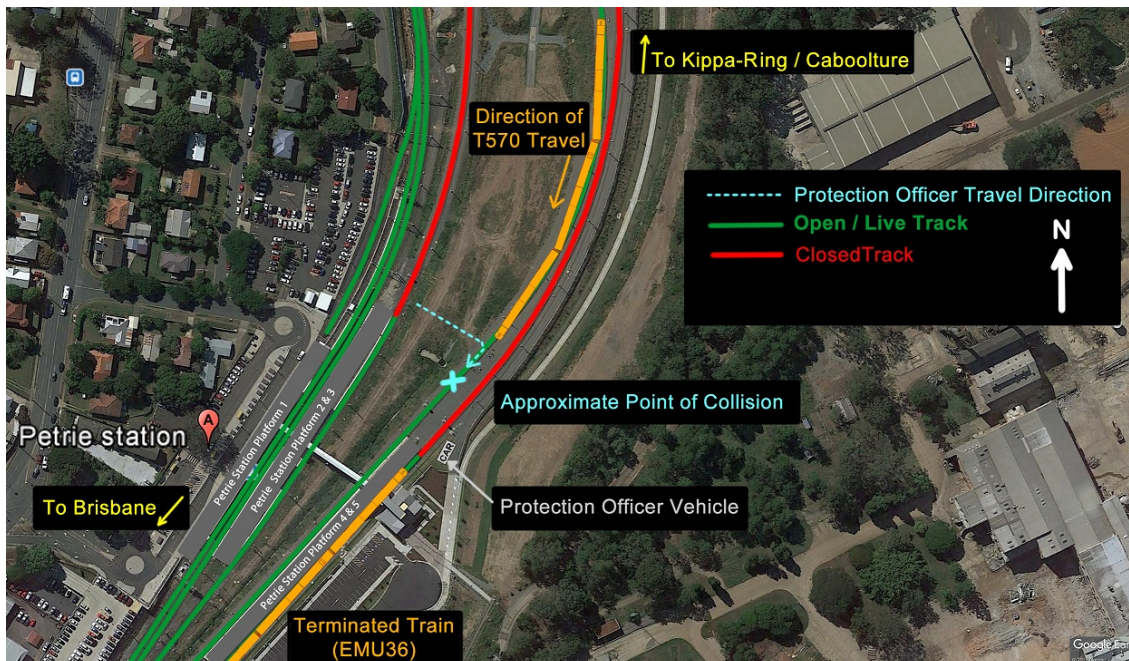 To Kippa-Ring / Caboolture
Direction of
T570 Travel
Protection Officer Travel Direction
Open / Live Track
ClosedTrack
N
Approximate Point of Collision
A
Petrie station
Petrie Station Platform 1
Petrie Station Platform 2 & 3
Petrie Station Platform 4 & 5
CAR
To Brisbane
Protection Officer Vehicle
Terminated Train
(EMU36)